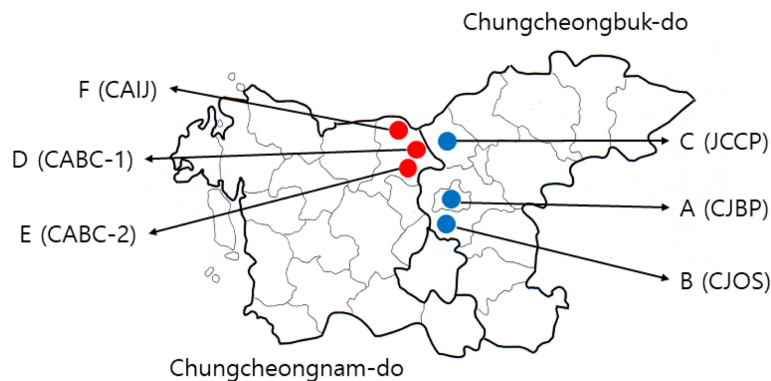 Chungcheongbuk-do
F (CAIJ)
C (JCCP)
D (CABC-1)
A (CJBP)
E (CABC-2)
B (CJOS)
Chungcheongnam-do